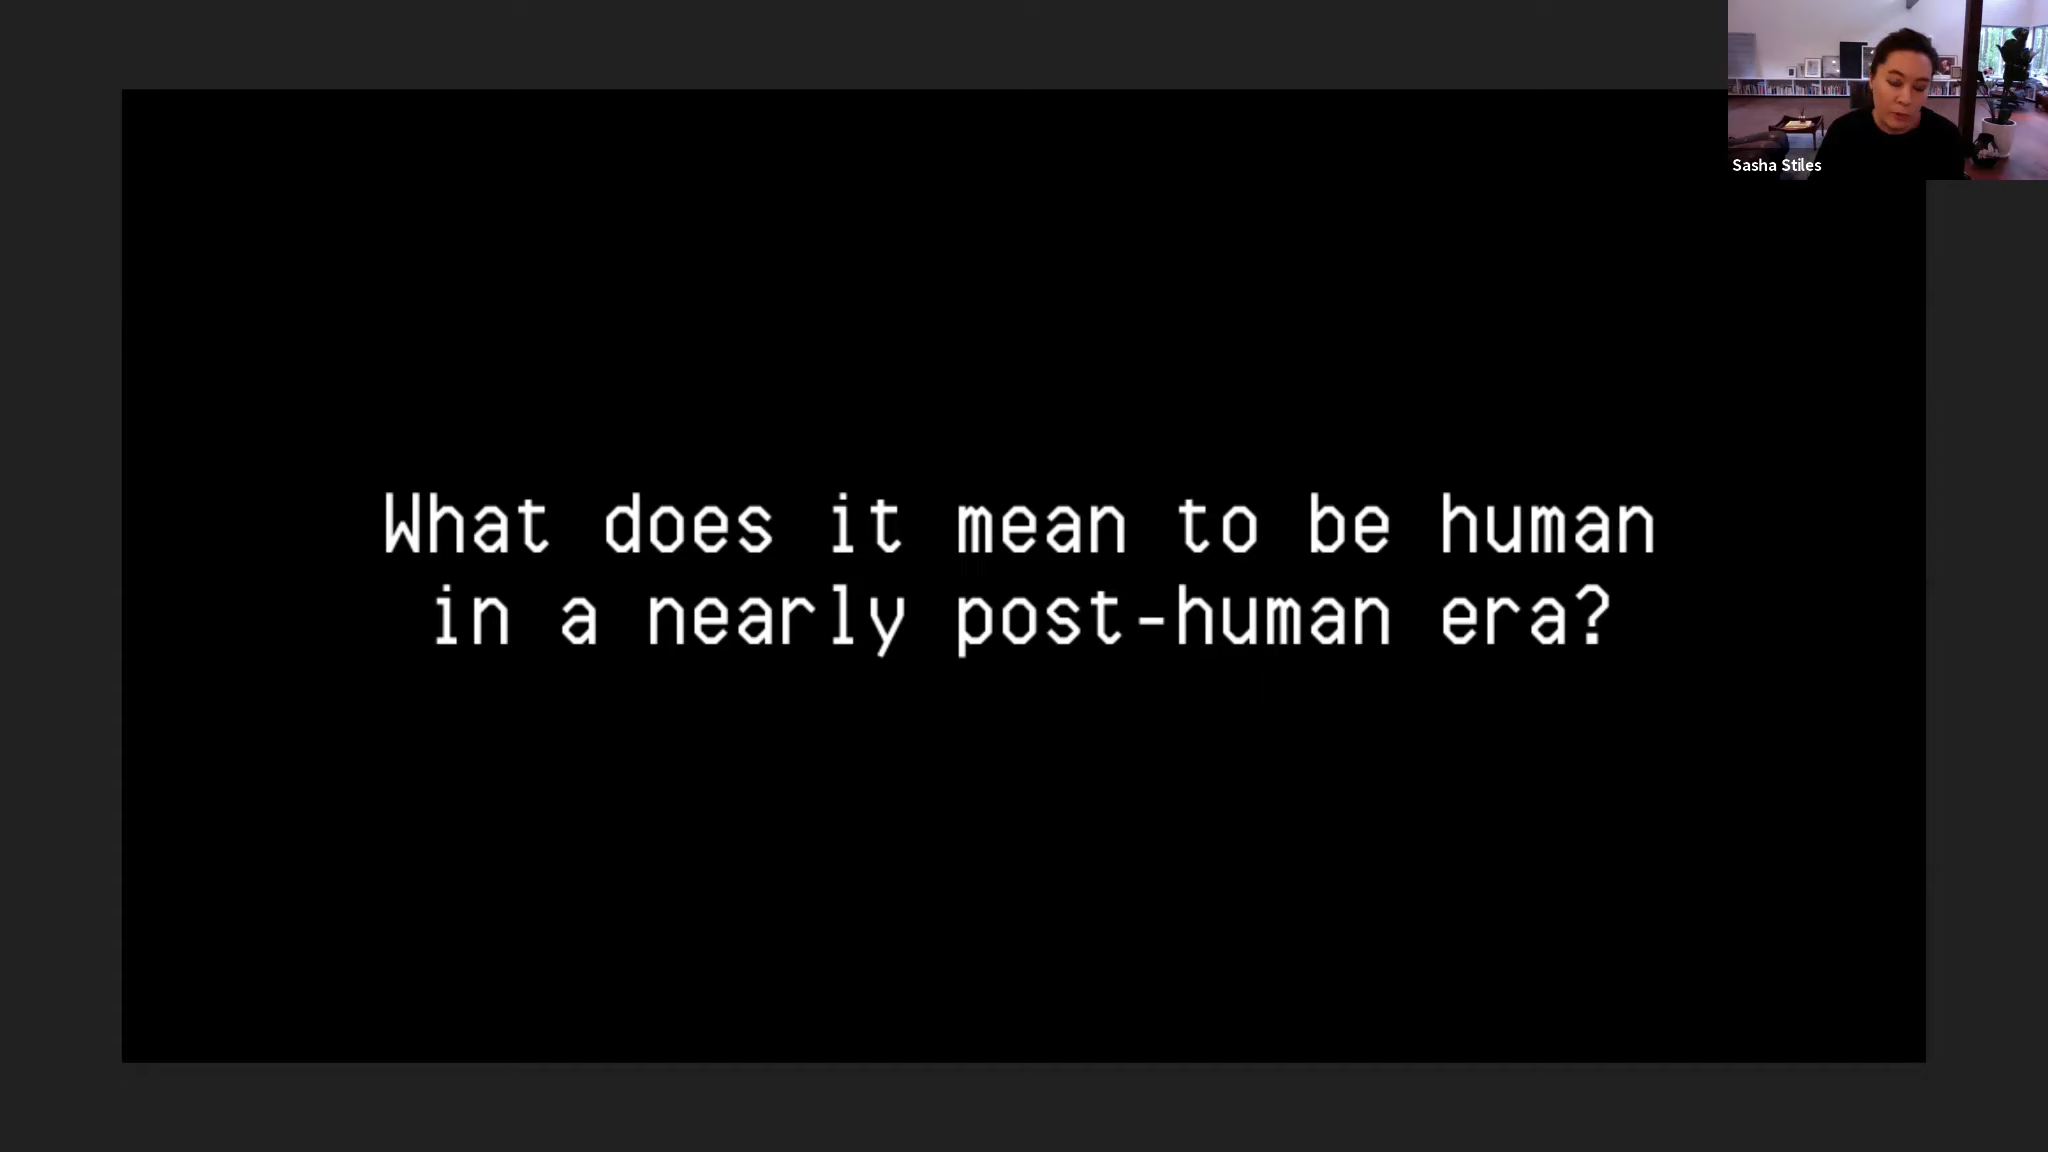 Sasha Stiles
What does it mean to be human
in a nearly post-human era?